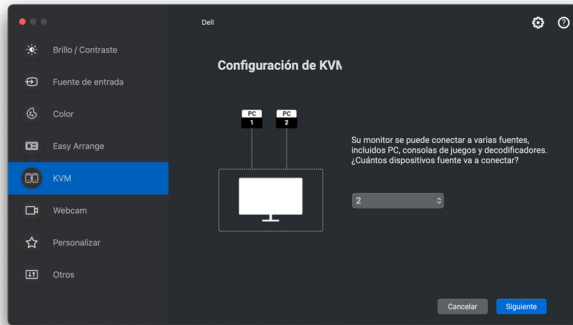 Dell
Brillo / Contraste
Fuente de entrada
Color
Easy Arrange
KVM
Webcam
Personalizar
Otros
Configuración de KVM
PC
1
PC
2
Su monitor se puede conectar a varias fuentes,
incluidos PC, consolas de juegos y decodificadores.
¿Cuántos dispositivos fuente va a conectar?
2
Cancelar
Siguiente